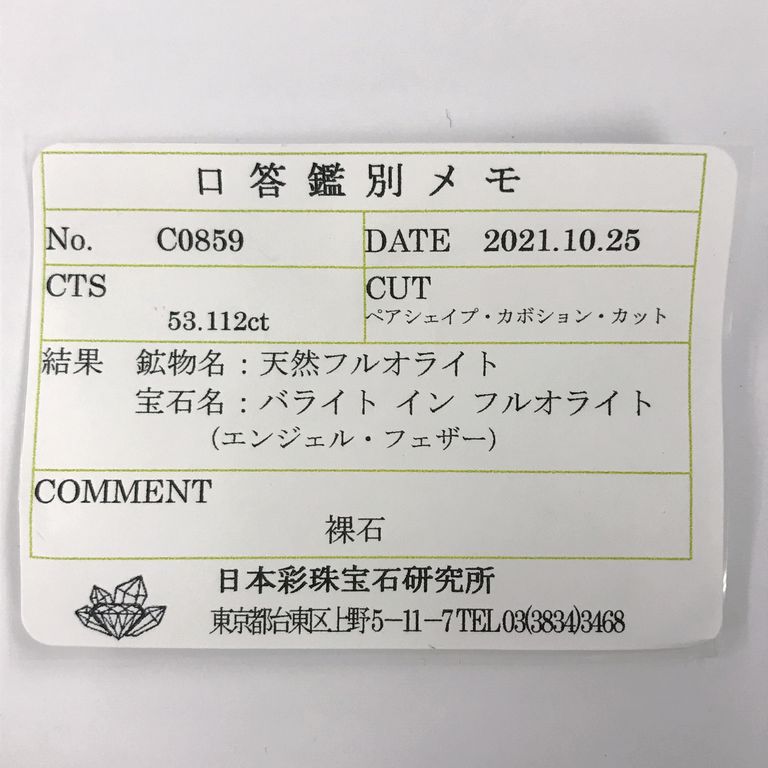 口答鑑別メモ
No. C0859 DATE 2021.10.25
CTS 53.112ct
CUT ペアシェイプ・カボション・カット
結果 鉱物名：天然フルオライト
宝石名：バライト イン フルオライト
(エンジェル・フェザー)
COMMENT
裸石
日本彩珠宝石研究所
東京都台東区上野5－11－7 TEL 03(3834)3468